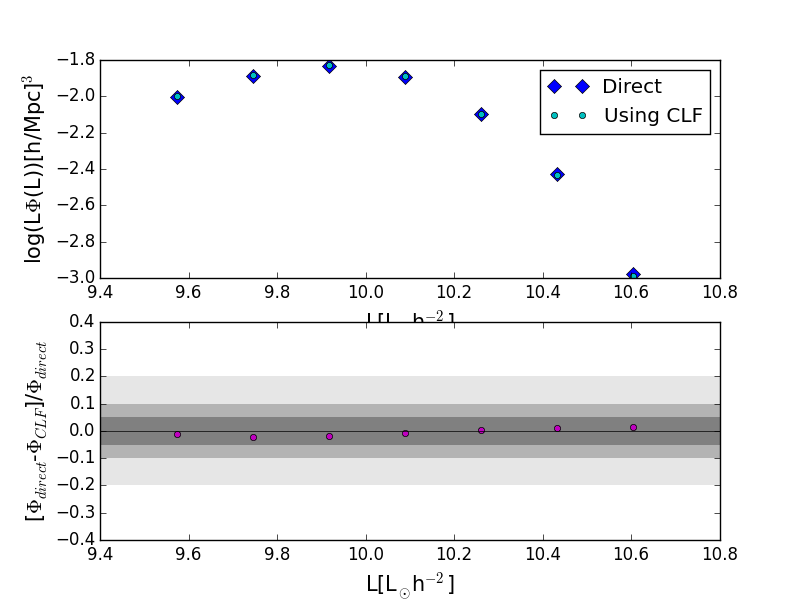 −1.8
−2.0
−2.2
−2.4
−2.6
−2.8
−3.0
log(LΦ(L))[h/Mpc]³
Direct
Using CLF
9.4 9.6 9.8 10.0 10.2 10.4 10.6 10.8
L[L h⁻²]
0.4
0.3
0.2
0.1
0.0
−0.1
−0.2
−0.3
−0.4
[Φ_direct-Φ_CLF]/Φ_direct
9.4 9.6 9.8 10.0 10.2 10.4 10.6 10.8
L[L⊙h⁻²]